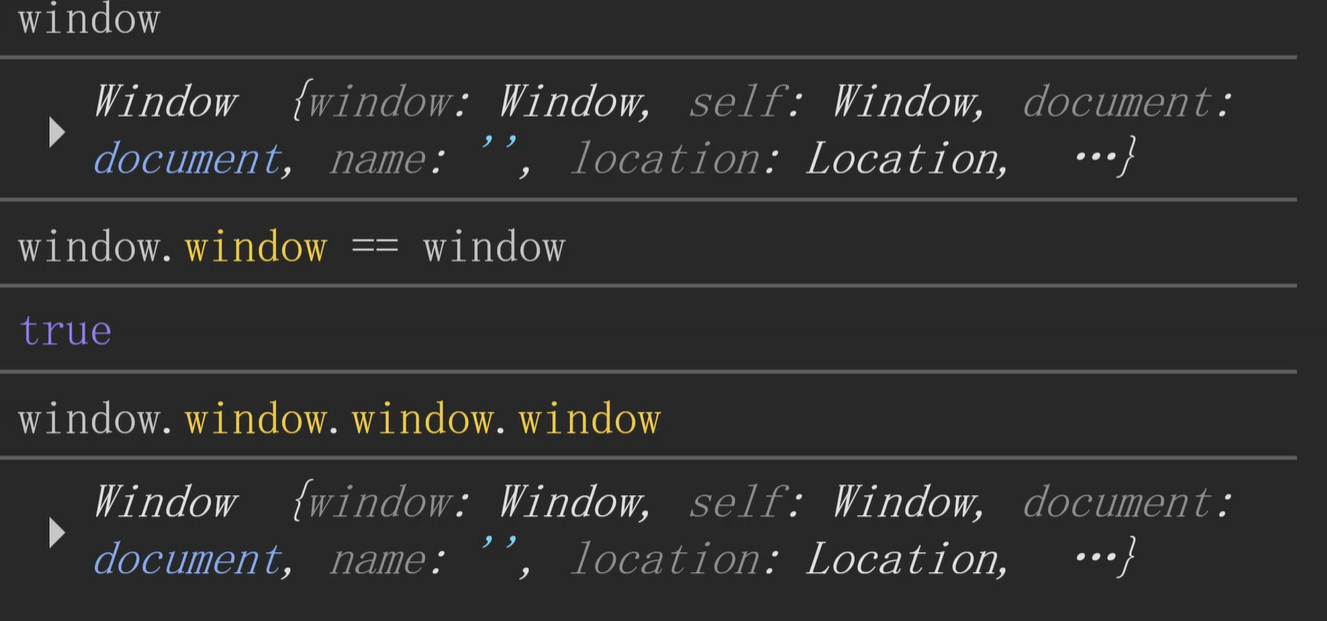 window
Window {window: Window, self: Window, document:
document, name: '', location: Location, …}
window.window == window
true
window.window.window.window
Window {window: Window, self: Window, document:
document, name: '', location: Location, …}